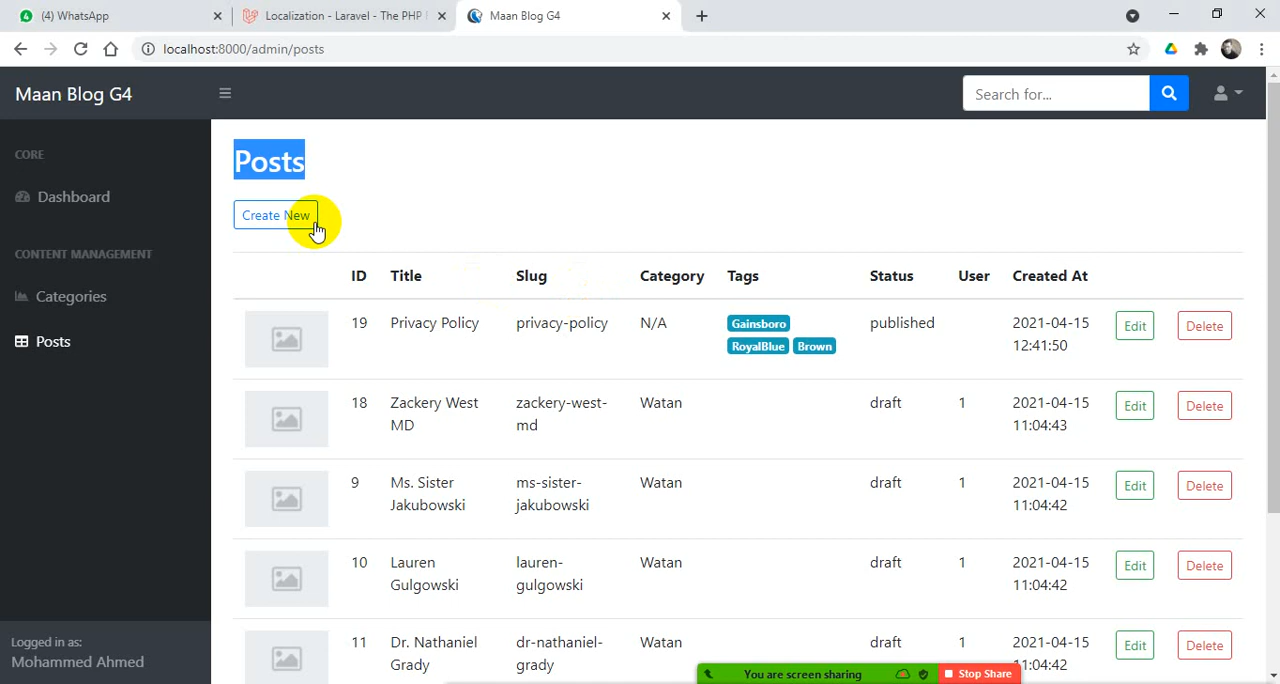 (4) WhatsApp
Localization - Laravel - The PHP
Maan Blog G4
localhost:8000/admin/posts
Maan Blog G4
Search for...
CORE
Dashboard
CONTENT MANAGEMENT
Categories
Posts
Logged in as:
Mohammed Ahmed
Posts
Create New
ID Title Slug Category Tags Status User Created At
19 Privacy Policy privacy-policy N/A Gainsboro published 2021-04-15 Edit Delete
RoyalBlue Brown 12:41:50
18 Zackery West zackery-west- Watan draft 1 2021-04-15 Edit Delete
MD md 11:04:43
9 Ms. Sister ms-sister- Watan draft 1 2021-04-15 Edit Delete
Jakubowski jakubowski 11:04:42
10 Lauren lauren- Watan draft 1 2021-04-15 Edit Delete
Gulgowski gulgowski 11:04:42
11 Dr. Nathaniel dr-nathaniel- Watan draft 1 2021-04-15 Edit Delete
Grady grady 11:04:42
You are screen sharing Stop Share